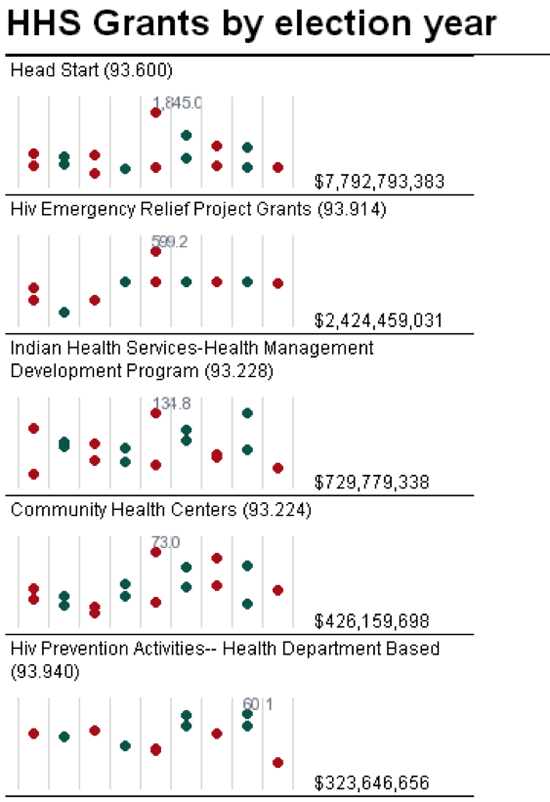 HHS Grants by election year
Head Start (93.600)
1,845.0
$7,792,793,383
Hiv Emergency Relief Project Grants (93.914)
599.2
$2,424,459,031
Indian Health Services-Health Management
Development Program (93.228)
134.8
$729,779,338
Community Health Centers (93.224)
73.0
$426,159,698
Hiv Prevention Activities-- Health Department Based
(93.940)
60.1
$323,646,656